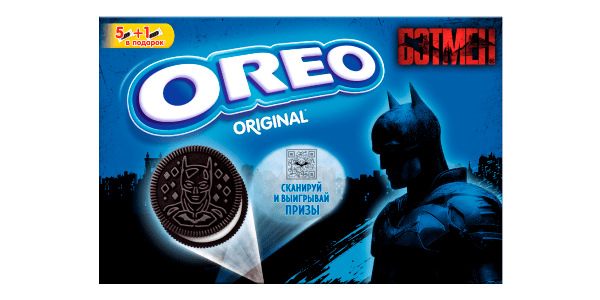 5+1
в подарок
OREO
БЭТМЕН
ORIGINAL
СКАНИРУЙ
И ВЫИГРЫВАЙ
ПРИЗЫ